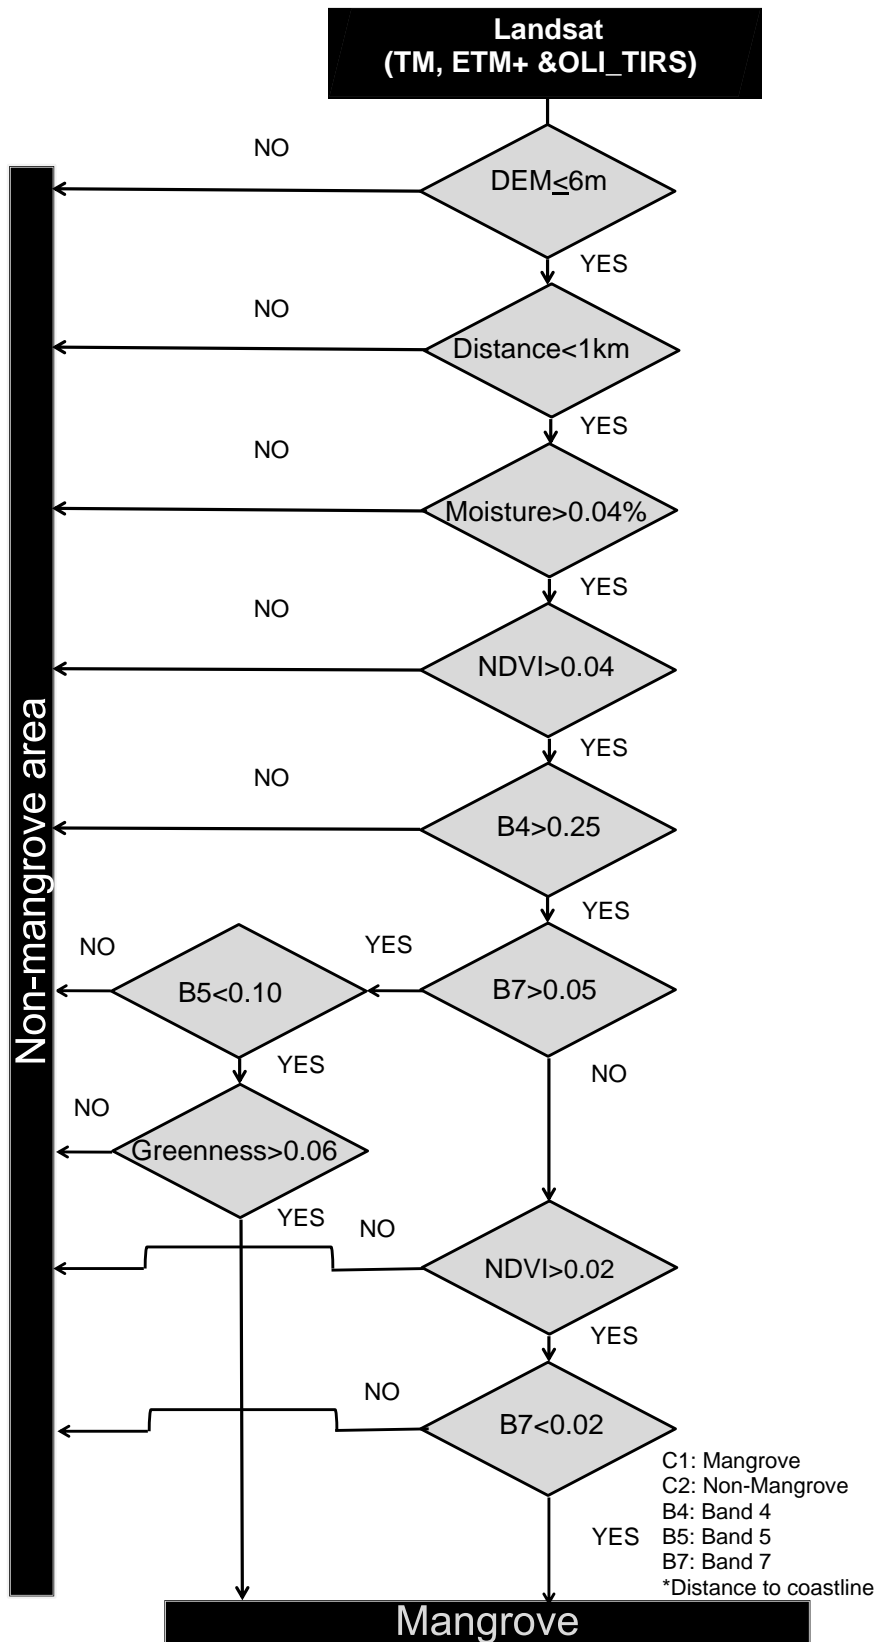 Landsat
(TM, ETM+ &OLI_TIRS)
NO
DEM≤6m
YES
NO
Distance<1km
YES
NO
Moisture>0.04%
YES
NO
NDVI>0.04
YES
NO
B4>0.25
YES
Non-mangrove area
NO
B5<0.10
YES
B7>0.05
YES
NO
NO
Greenness>0.06
YES
NO
NDVI>0.02
YES
NO
B7<0.02
YES
C1: Mangrove
C2: Non-Mangrove
B4: Band 4
B5: Band 5
B7: Band 7
*Distance to coastline
Mangrove